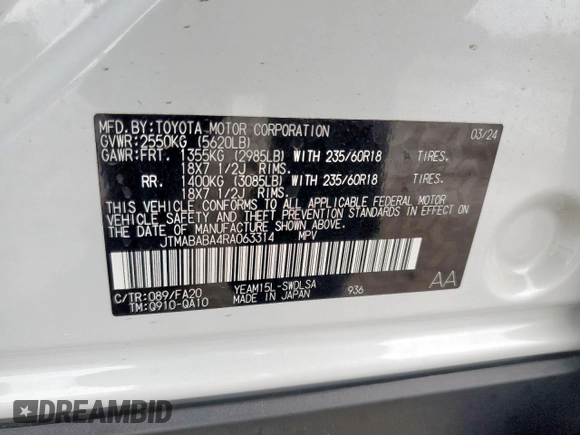 MFD.BY:TOYOTA MOTOR CORPORATION 03/24
GVWR:2550KG (5620LB)
GAWR:FRT. 1355KG (2985LB) WITH 235/60R18 TIRES.
18X7 1/2J RIMS.
RR. 1400KG (3085LB) WITH 235/60R18 TIRES.
18X7 1/2J RIMS.
THIS VEHICLE CONFORMS TO ALL APPLICABLE FEDERAL MOTOR
VEHICLE SAFETY AND THEFT PREVENTION STANDARDS IN EFFECT ON
THE DATE OF MANUFACTURE SHOWN ABOVE.
JTMABABA4RA063314 MPV
C/TR:089/FA20 YEAM15L-SWDLSA AA
TM:Q910-QA10 MADE IN JAPAN 936
DREAMBID